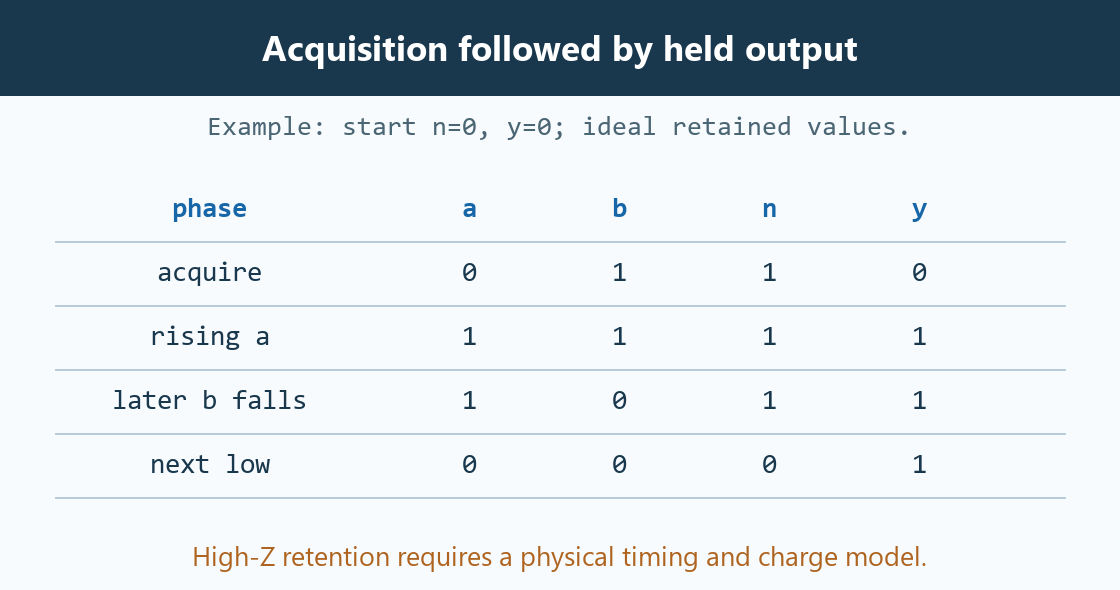 Acquisition followed by held output
Example: start n=0, y=0; ideal retained values.
phase a b n y
acquire 0 1 1 0
rising a 1 1 1 1
later b falls 1 0 1 1
next low 0 0 0 1
High-Z retention requires a physical timing and charge model.